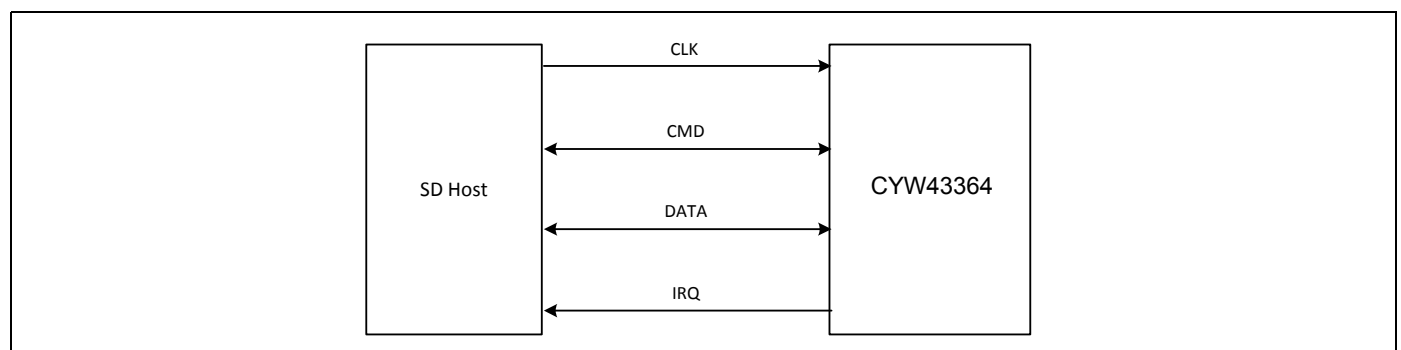 CLK
CMD
SD Host
CYW43364
DATA
IRQ